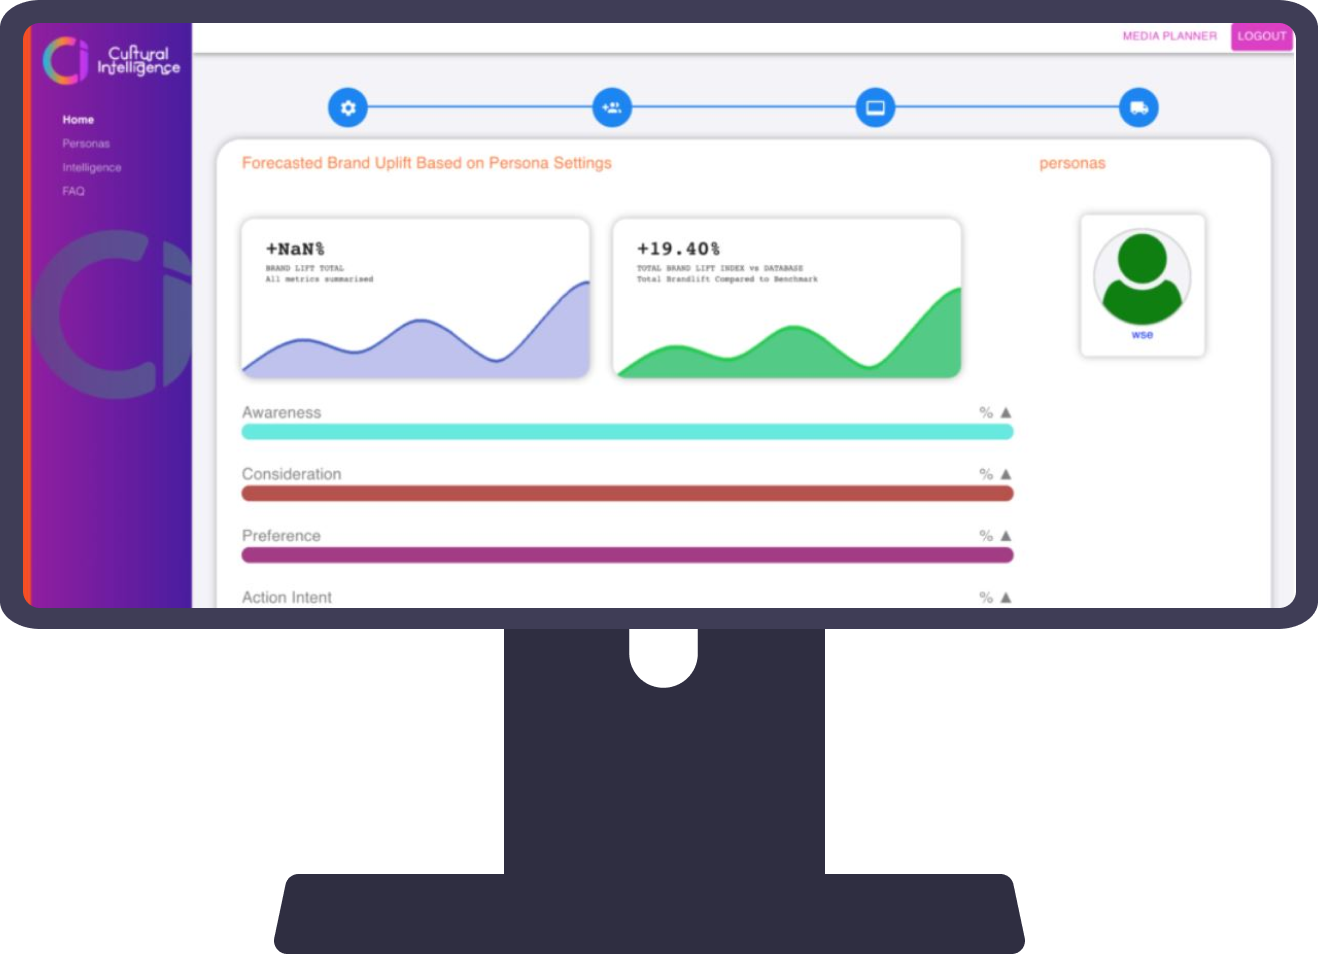 Cultural
Intelligence
MEDIA PLANNER
LOGOUT
Home
Personas
Intelligence
FAQ
Forecasted Brand Uplift Based on Persona Settings
personas
+NaN%
BRAND LIFT TOTAL
All metrics summarised
+19.40%
TOTAL BRAND LIFT INDEX vs DATABASE
Total Brandlift Compared to Benchmark
wse
Awareness % ▲
Consideration % ▲
Preference % ▲
Action Intent % ▲